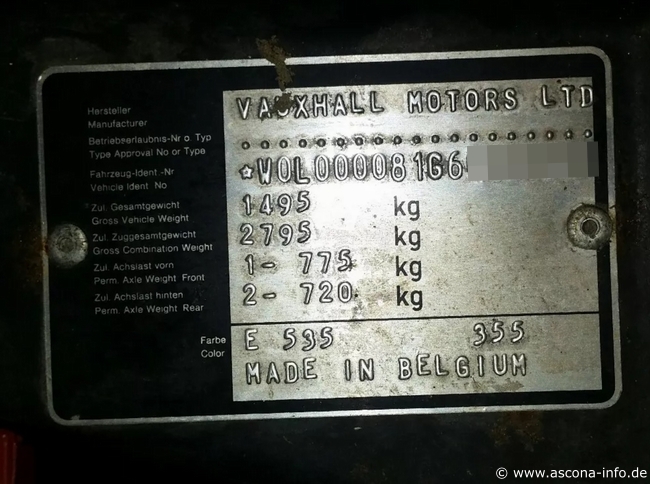 Hersteller
Manufacturer
VAUXHALL MOTORS LTD
Betriebserlaubnis-Nr o Typ
Type Approval No or Type
Fahrzeug-Ident.-Nr
Vehicle Ident No
*W0L000081G6
Zul. Gesamtgewicht
Gross Vehicle Weight
1495 kg
Zul. Zuggesamtgewicht
Gross Combination Weight
2795 kg
Zul. Achslast vorn
Perm. Axle Weight Front
1- 775 kg
Zul. Achslast hinten
Perm. Axle Weight Rear
2- 720 kg
Farbe
Color
E 535 355
MADE IN BELGIUM
© www.ascona-info.de